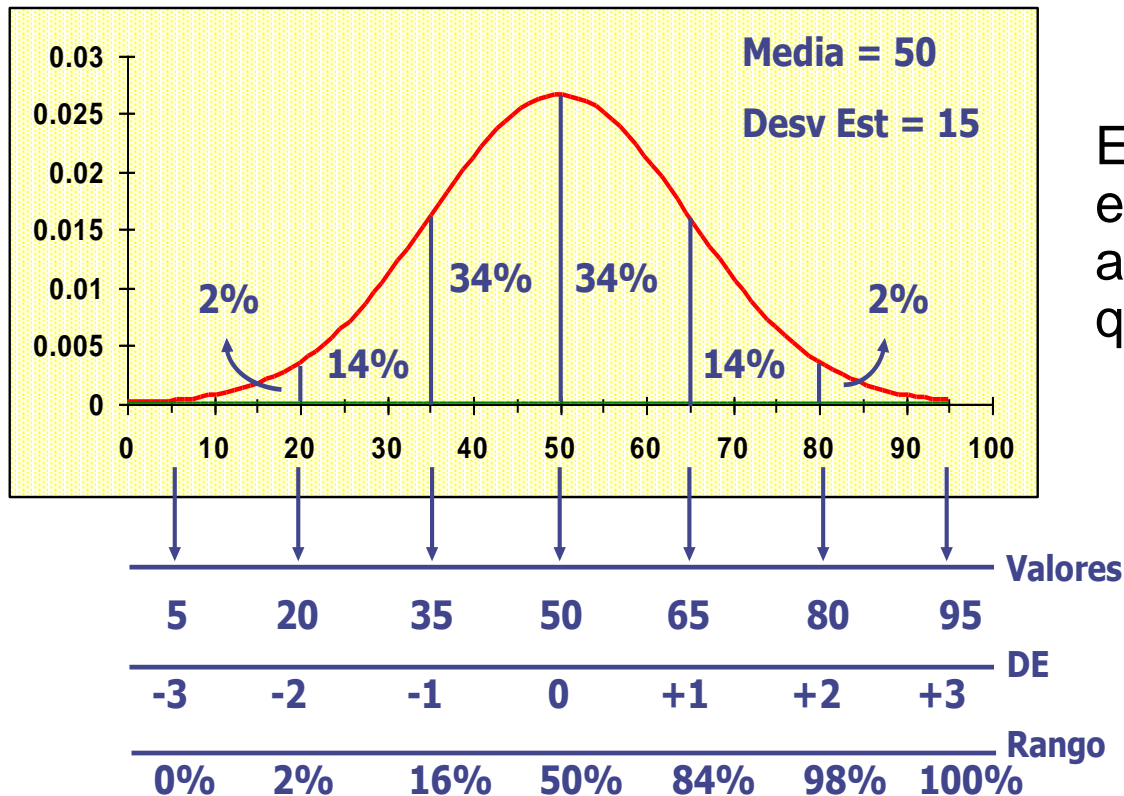 0.03
0.025
0.02
0.015
0.01
0.005
0
Media = 50
Desv Est = 15
2%
14%
34%
34%
14%
2%
0 10 20 30 40 50 60 70 80 90 100
Valores
5 20 35 50 65 80 95
DE
-3 -2 -1 0 +1 +2 +3
Rango
0% 2% 16% 50% 84% 98% 100%
E
e
a
q